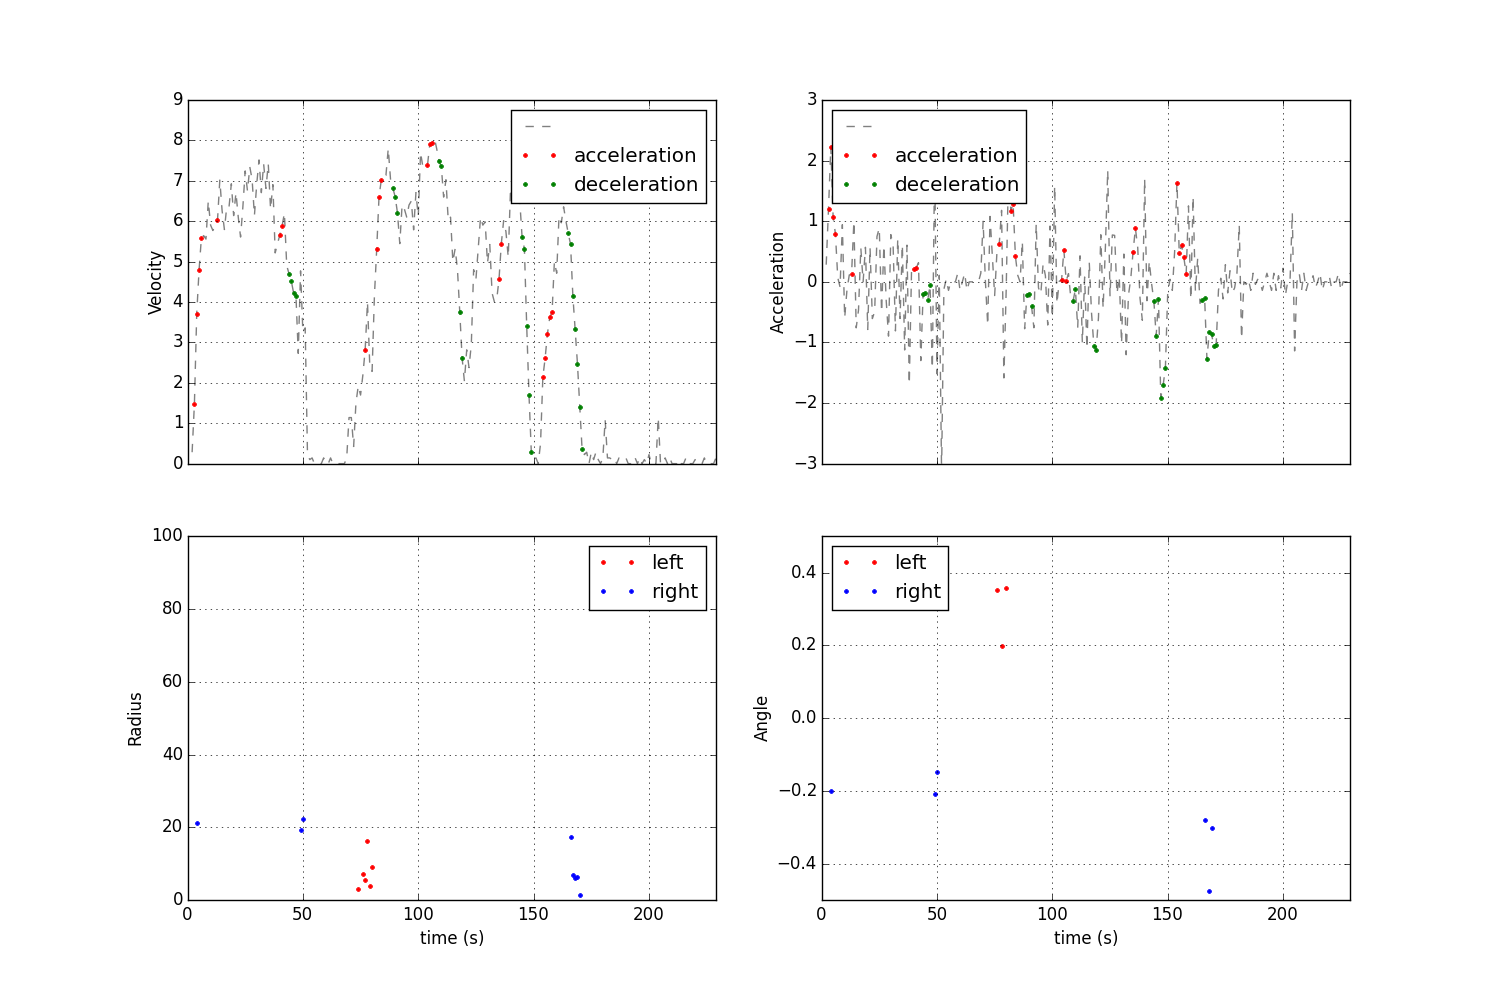 9
8
7
6
5
4
3
2
1
0
Velocity
acceleration
deceleration
3
2
1
0
−1
−2
−3
Acceleration
acceleration
deceleration
100
80
60
40
20
0
Radius
left
right
0 50 100 150 200
time (s)
0.4
0.2
0.0
−0.2
−0.4
Angle
left
right
0 50 100 150 200
time (s)